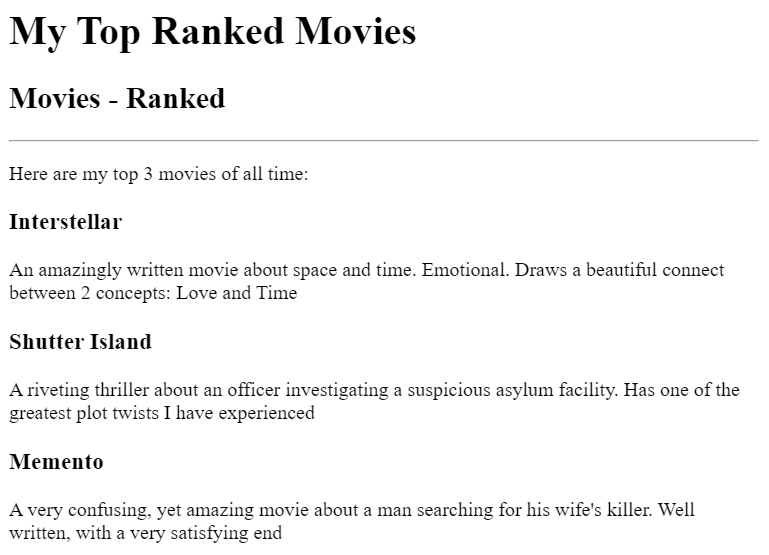 My Top Ranked Movies
Movies - Ranked
Here are my top 3 movies of all time:
Interstellar
An amazingly written movie about space and time. Emotional. Draws a beautiful connect
between 2 concepts: Love and Time
Shutter Island
A riveting thriller about an officer investigating a suspicious asylum facility. Has one of the
greatest plot twists I have experienced
Memento
A very confusing, yet amazing movie about a man searching for his wife's killer. Well
written, with a very satisfying end